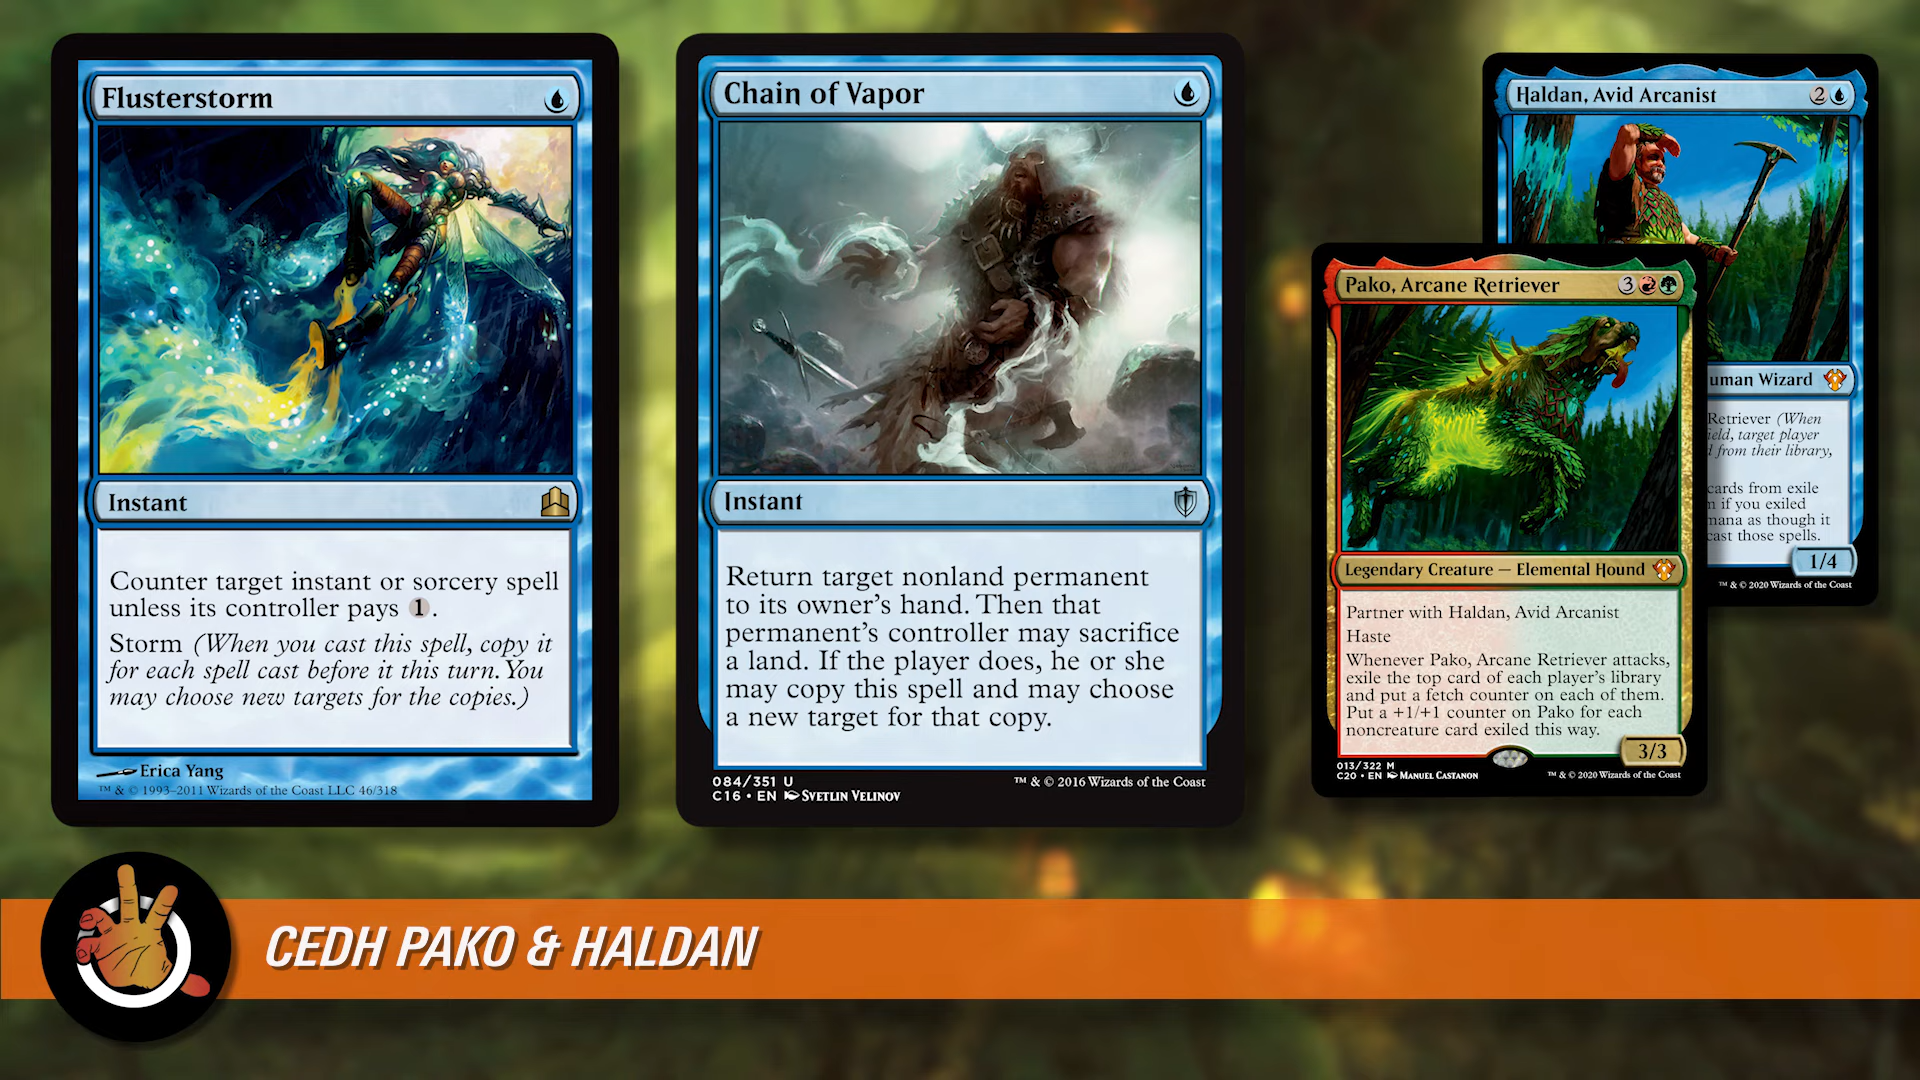 Flusterstorm
Instant
Counter target instant or sorcery spell
unless its controller pays 1.
Storm (When you cast this spell, copy it
for each spell cast before it this turn. You
may choose new targets for the copies.)
Erica Yang
™ & © 1993–2011 Wizards of the Coast LLC 46/318
Chain of Vapor
Instant
Return target nonland permanent
to its owner's hand. Then that
permanent's controller may sacrifice
a land. If the player does, he or she
may copy this spell and may choose
a new target for that copy.
084/351 U
C16 • EN Svetlin Velinov
™ & © 2016 Wizards of the Coast
Haldan, Avid Arcanist 2
uman Wizard
Retriever (When
ield, target player
from their library,
cards from exile
if you exiled
mana as though it
cast those spells.
1/4
™ & © 2020 Wizards of the Coast
Pako, Arcane Retriever 3
Legendary Creature — Elemental Hound
Partner with Haldan, Avid Arcanist
Haste
Whenever Pako, Arcane Retriever attacks,
exile the top card of each player's library
and put a fetch counter on each of them.
Put a +1/+1 counter on Pako for each
noncreature card exiled this way.
3/3
013/322 M
C20 • EN Manuel Castanon
™ & © 2020 Wizards of the Coast
CEDH PAKO & HALDAN